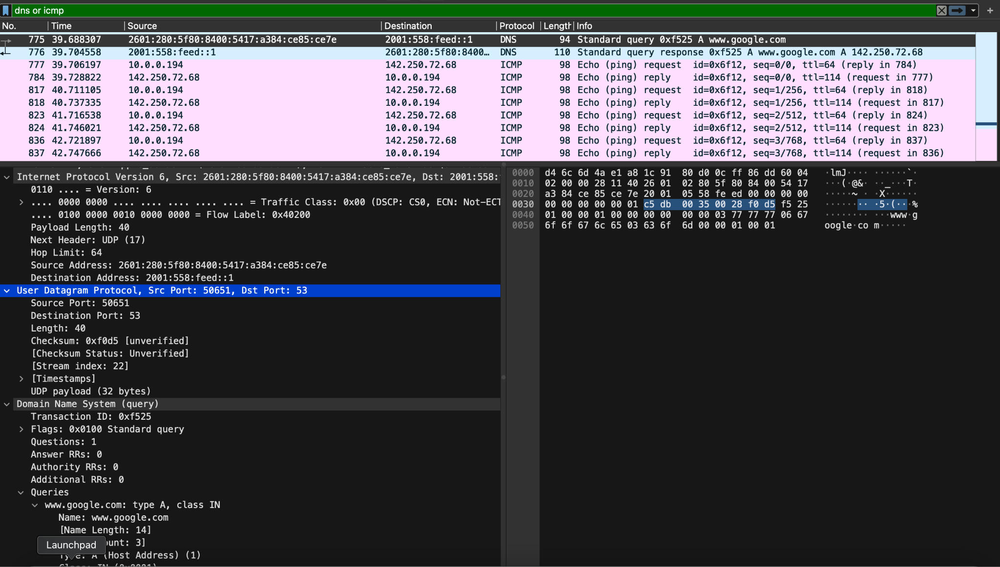 dns or icmp
No. Time Source Destination Protocol Length Info
775 39.688307 2601:280:5f80:8400:5417:a384:ce85:ce7e 2001:558:feed::1 DNS 94 Standard query 0xf525 A www.google.com
776 39.704558 2001:558:feed::1 2601:280:5f80:8400… DNS 110 Standard query response 0xf525 A www.google.com A 142.250.72.68
777 39.706197 10.0.0.194 142.250.72.68 ICMP 98 Echo (ping) request id=0x6f12, seq=0/0, ttl=64 (reply in 784)
784 39.728822 142.250.72.68 10.0.0.194 ICMP 98 Echo (ping) reply id=0x6f12, seq=0/0, ttl=114 (request in 777)
817 40.711105 10.0.0.194 142.250.72.68 ICMP 98 Echo (ping) request id=0x6f12, seq=1/256, ttl=64 (reply in 818)
818 40.737335 142.250.72.68 10.0.0.194 ICMP 98 Echo (ping) reply id=0x6f12, seq=1/256, ttl=114 (request in 817)
823 41.716538 10.0.0.194 142.250.72.68 ICMP 98 Echo (ping) request id=0x6f12, seq=2/512, ttl=64 (reply in 824)
824 41.746021 142.250.72.68 10.0.0.194 ICMP 98 Echo (ping) reply id=0x6f12, seq=2/512, ttl=114 (request in 823)
836 42.721897 10.0.0.194 142.250.72.68 ICMP 98 Echo (ping) request id=0x6f12, seq=3/768, ttl=64 (reply in 837)
837 42.747666 142.250.72.68 10.0.0.194 ICMP 98 Echo (ping) reply id=0x6f12, seq=3/768, ttl=114 (request in 836)
Internet Protocol Version 6, Src: 2601:280:5f80:8400:5417:a384:ce85:ce7e, Dst: 2001:558:
0110 .... = Version: 6
.... 0000 0000 .... .... .... .... .... = Traffic Class: 0x00 (DSCP: CS0, ECN: Not-ECT
.... 0100 0000 0010 0000 0000 = Flow Label: 0x40200
Payload Length: 40
Next Header: UDP (17)
Hop Limit: 64
Source Address: 2601:280:5f80:8400:5417:a384:ce85:ce7e
Destination Address: 2001:558:feed::1
User Datagram Protocol, Src Port: 50651, Dst Port: 53
Source Port: 50651
Destination Port: 53
Length: 40
Checksum: 0xf0d5 [unverified]
[Checksum Status: Unverified]
[Stream index: 22]
[Timestamps]
UDP payload (32 bytes)
Domain Name System (query)
Transaction ID: 0xf525
Flags: 0x0100 Standard query
Questions: 1
Answer RRs: 0
Authority RRs: 0
Additional RRs: 0
Queries
www.google.com: type A, class IN
Name: www.google.com
[Name Length: 14]
unt: 3]
Launchpad
Type: A (Host Address) (1)
0000 d4 6c 6d 4a e1 a8 1c 91 80 d0 0c ff 86 dd 60 04 ·lmJ···· ······`·
0010 02 00 00 28 11 40 26 01 02 80 5f 80 84 00 54 17 ···(·@&· ··_···T·
0020 a3 84 ce 85 ce 7e 20 01 05 58 fe ed 00 00 00 00 ·····~ · ·X······
0030 00 00 00 00 00 01 c5 db 00 35 00 28 f0 d5 f5 25 ········ ·5·(···%
0040 01 00 00 01 00 00 00 00 00 00 03 77 77 77 06 67 ········ ···www·g
0050 6f 6f 67 6c 65 03 63 6f 6d 00 00 01 00 01 oogle·co m·····